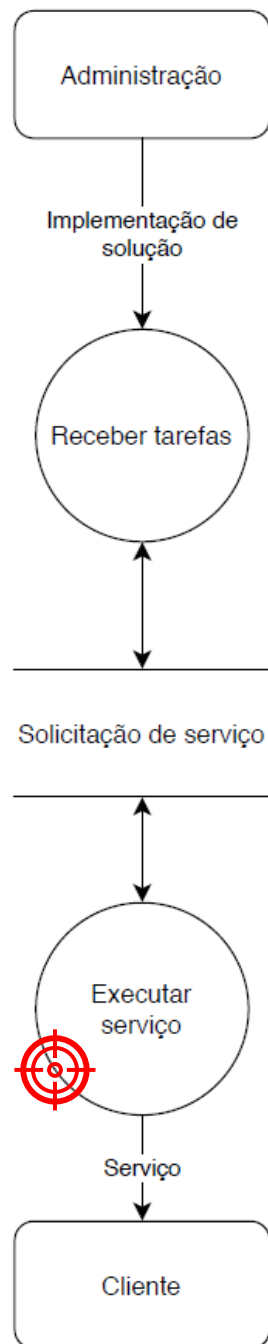 Administração
Implementação de
solução
Receber tarefas
Solicitação de serviço
Executar
serviço
Serviço
Cliente